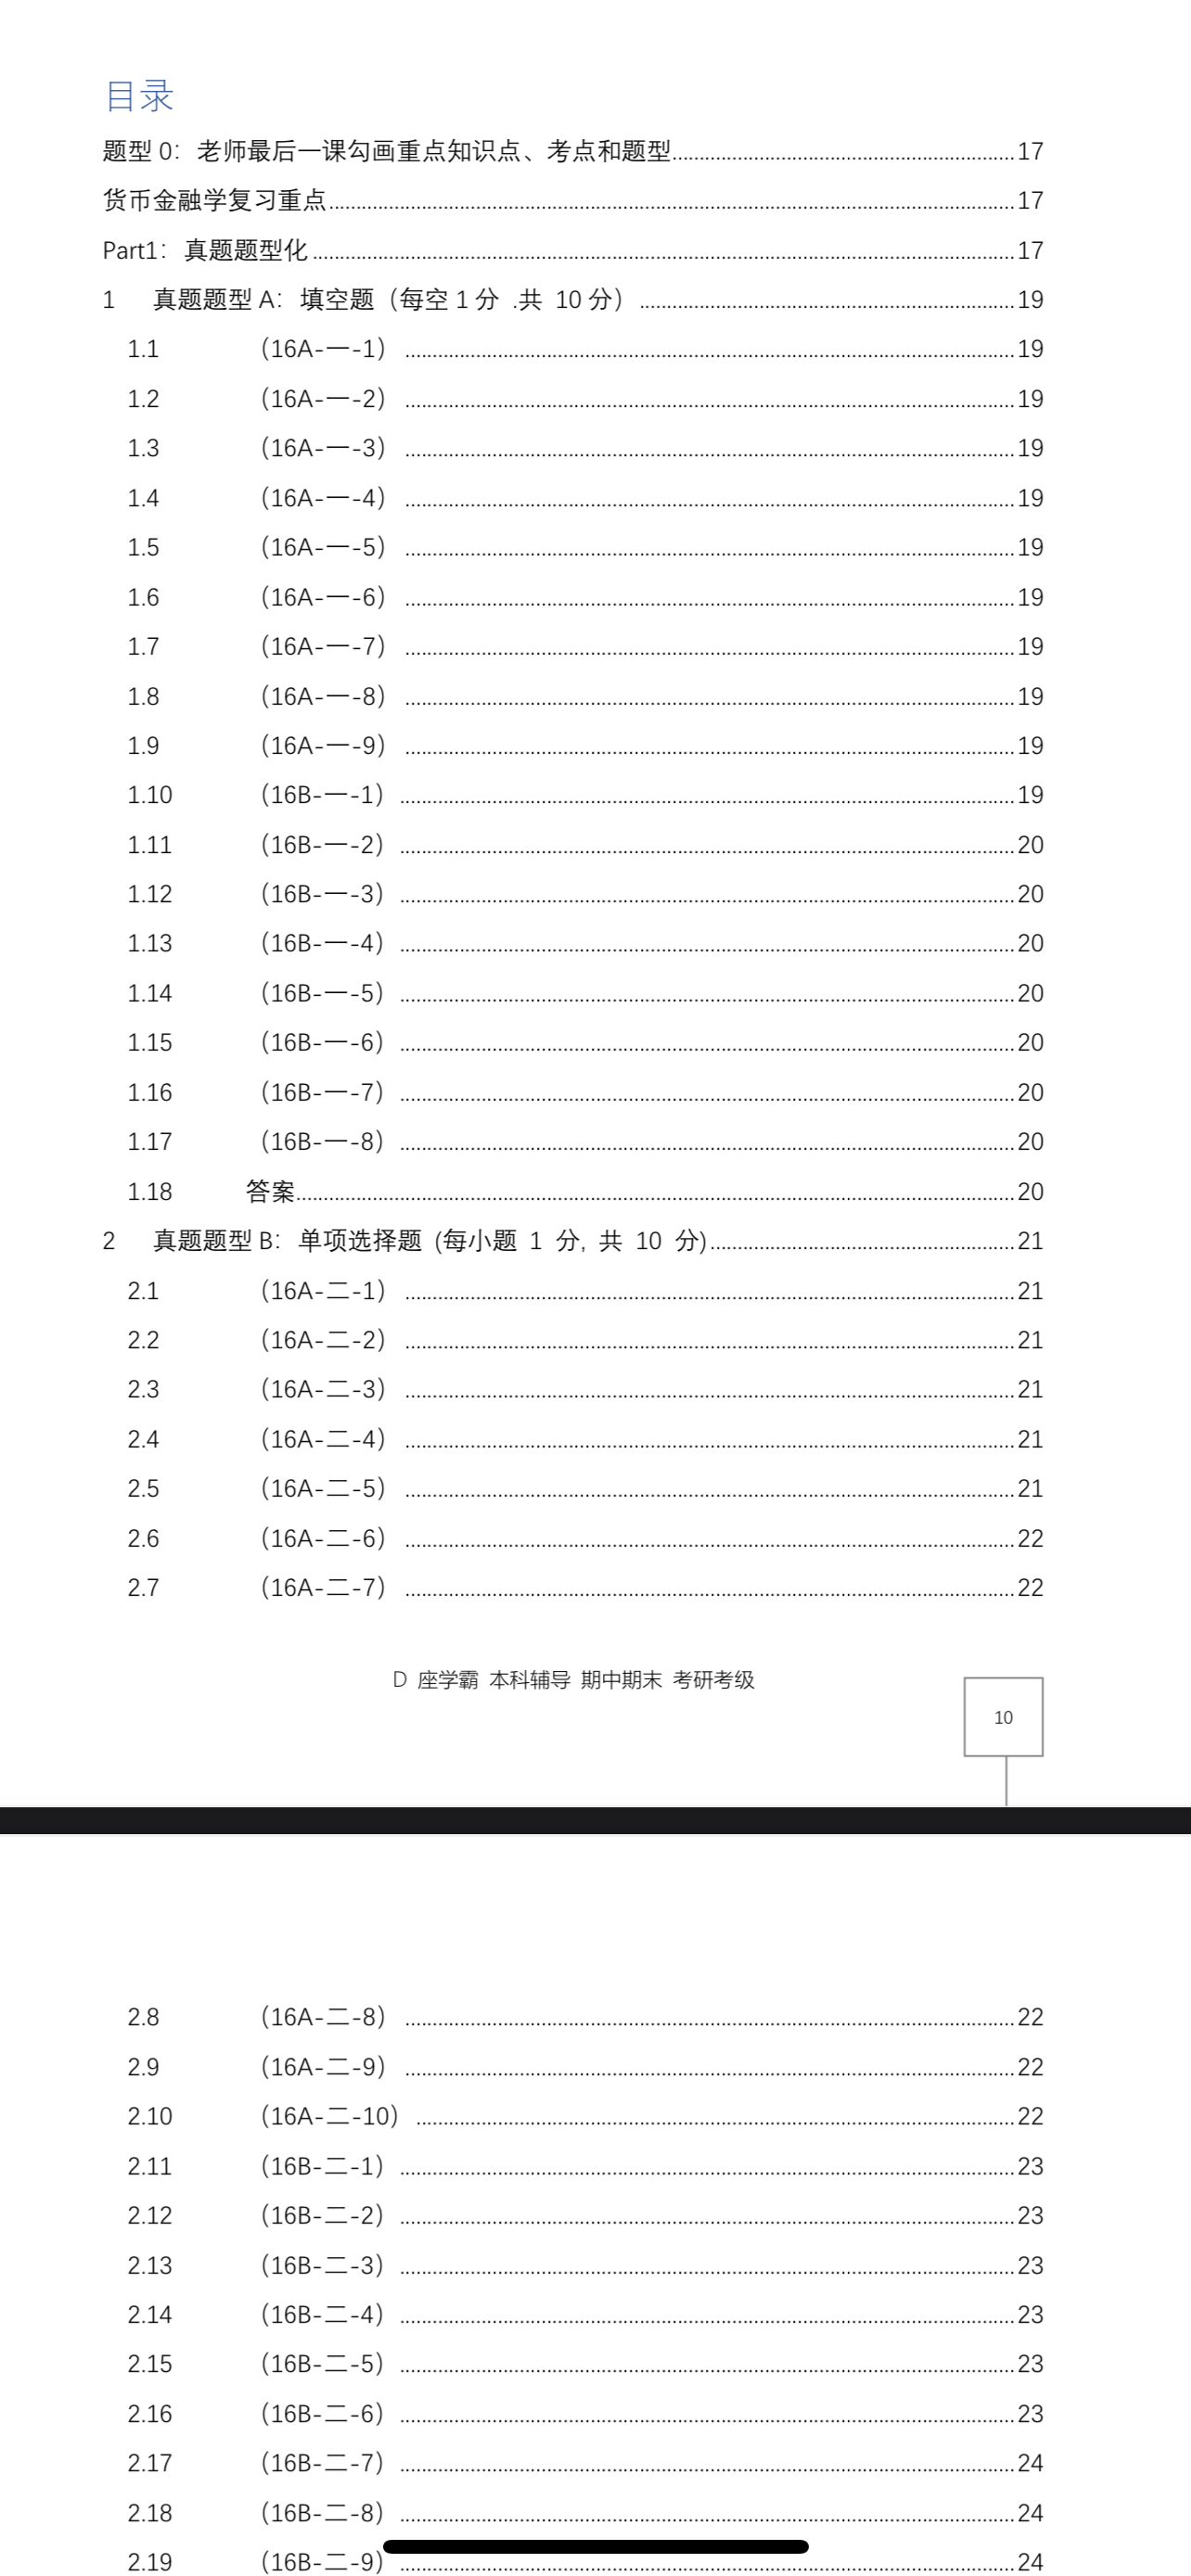 目录
题型 0：老师最后一课勾画重点知识点、考点和题型......17
货币金融学复习重点......17
Part1：真题题型化......17
1 真题题型 A：填空题（每空 1 分 .共 10 分）......19
1.1 （16A-一-1）......19
1.2 （16A-一-2）......19
1.3 （16A-一-3）......19
1.4 （16A-一-4）......19
1.5 （16A-一-5）......19
1.6 （16A-一-6）......19
1.7 （16A-一-7）......19
1.8 （16A-一-8）......19
1.9 （16A-一-9）......19
1.10 （16B-一-1）......19
1.11 （16B-一-2）......20
1.12 （16B-一-3）......20
1.13 （16B-一-4）......20
1.14 （16B-一-5）......20
1.15 （16B-一-6）......20
1.16 （16B-一-7）......20
1.17 （16B-一-8）......20
1.18 答案......20
2 真题题型 B：单项选择题 (每小题 1 分, 共 10 分)......21
2.1 （16A-二-1）......21
2.2 （16A-二-2）......21
2.3 （16A-二-3）......21
2.4 （16A-二-4）......21
2.5 （16A-二-5）......21
2.6 （16A-二-6）......22
2.7 （16A-二-7）......22
D 座学霸 本科辅导 期中期末 考研考级
10
2.8 （16A-二-8）......22
2.9 （16A-二-9）......22
2.10 （16A-二-10）......22
2.11 （16B-二-1）......23
2.12 （16B-二-2）......23
2.13 （16B-二-3）......23
2.14 （16B-二-4）......23
2.15 （16B-二-5）......23
2.16 （16B-二-6）......23
2.17 （16B-二-7）......24
2.18 （16B-二-8）......24
2.19 （16B-二-9）......24